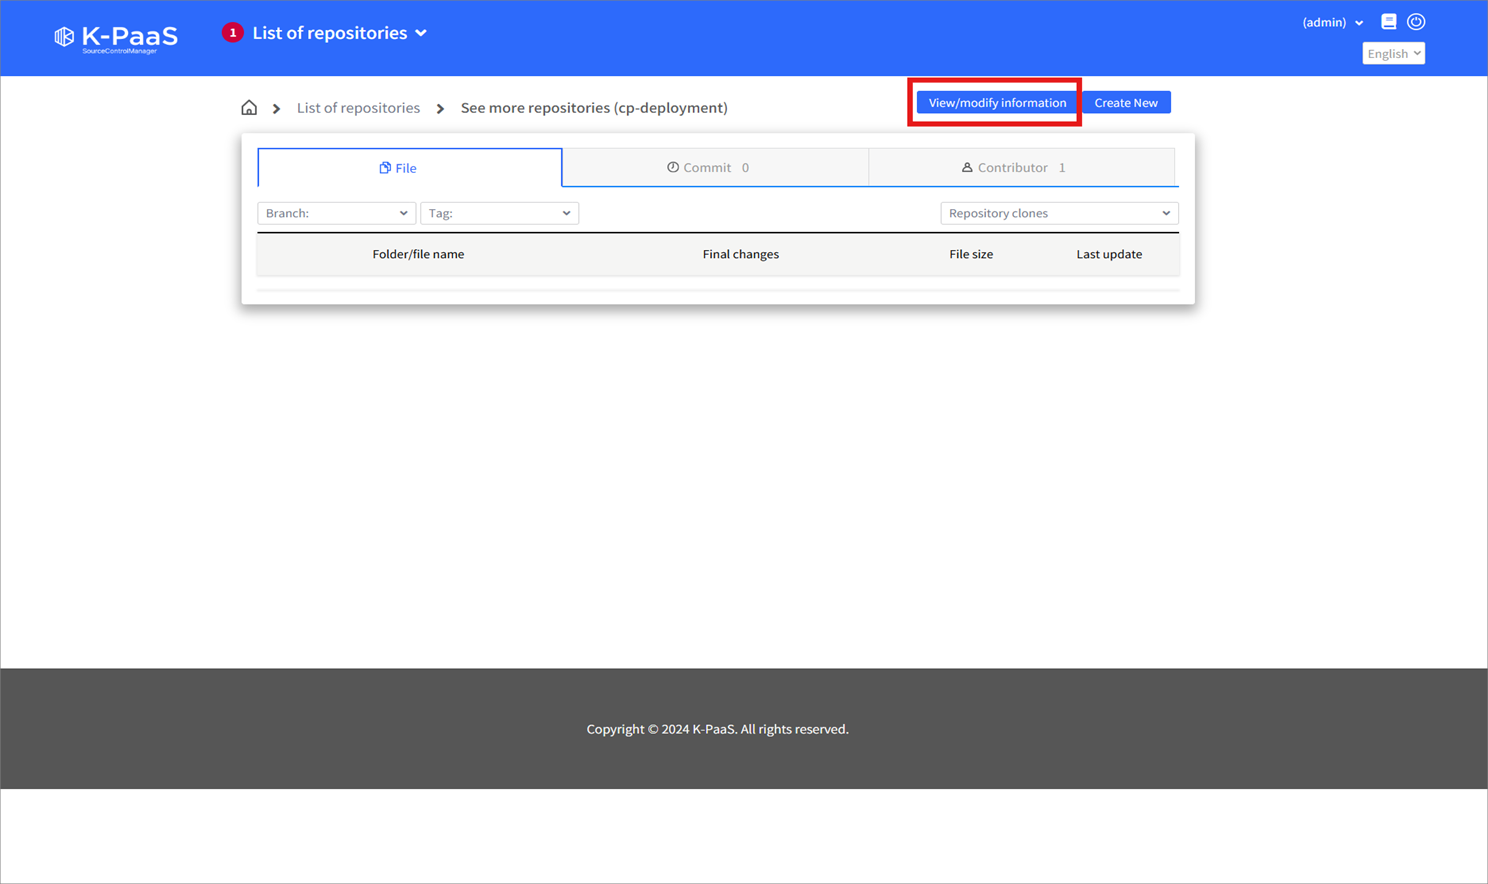 K-PaaS
SourceControlManager
1 List of repositories
(admin)
English
List of repositories
See more repositories (cp-deployment)
View/modify information
Create New
File
Commit 0
Contributor 1
Branch:
Tag:
Repository clones
Folder/file name
Final changes
File size
Last update
Copyright © 2024 K-PaaS. All rights reserved.